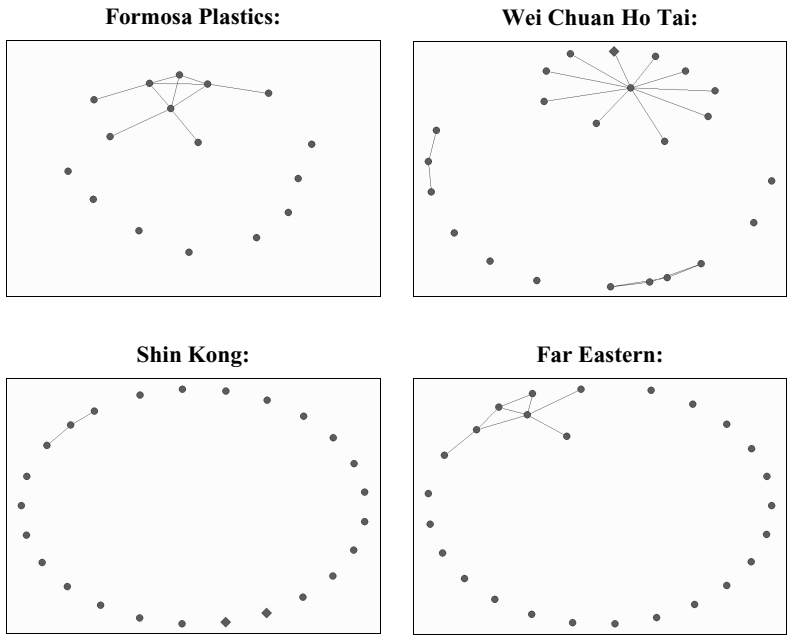 Formosa Plastics:
Wei Chuan Ho Tai:
Shin Kong:
Far Eastern: